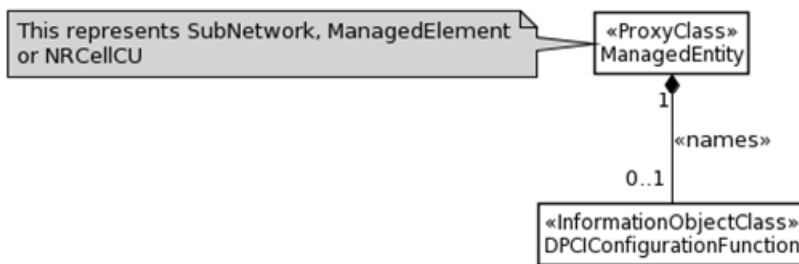 This represents SubNetwork, ManagedElement
or NRCellCU
«ProxyClass»
ManagedEntity
1
«names»
0..1
«InformationObjectClass»
DPCIConfigurationFunction